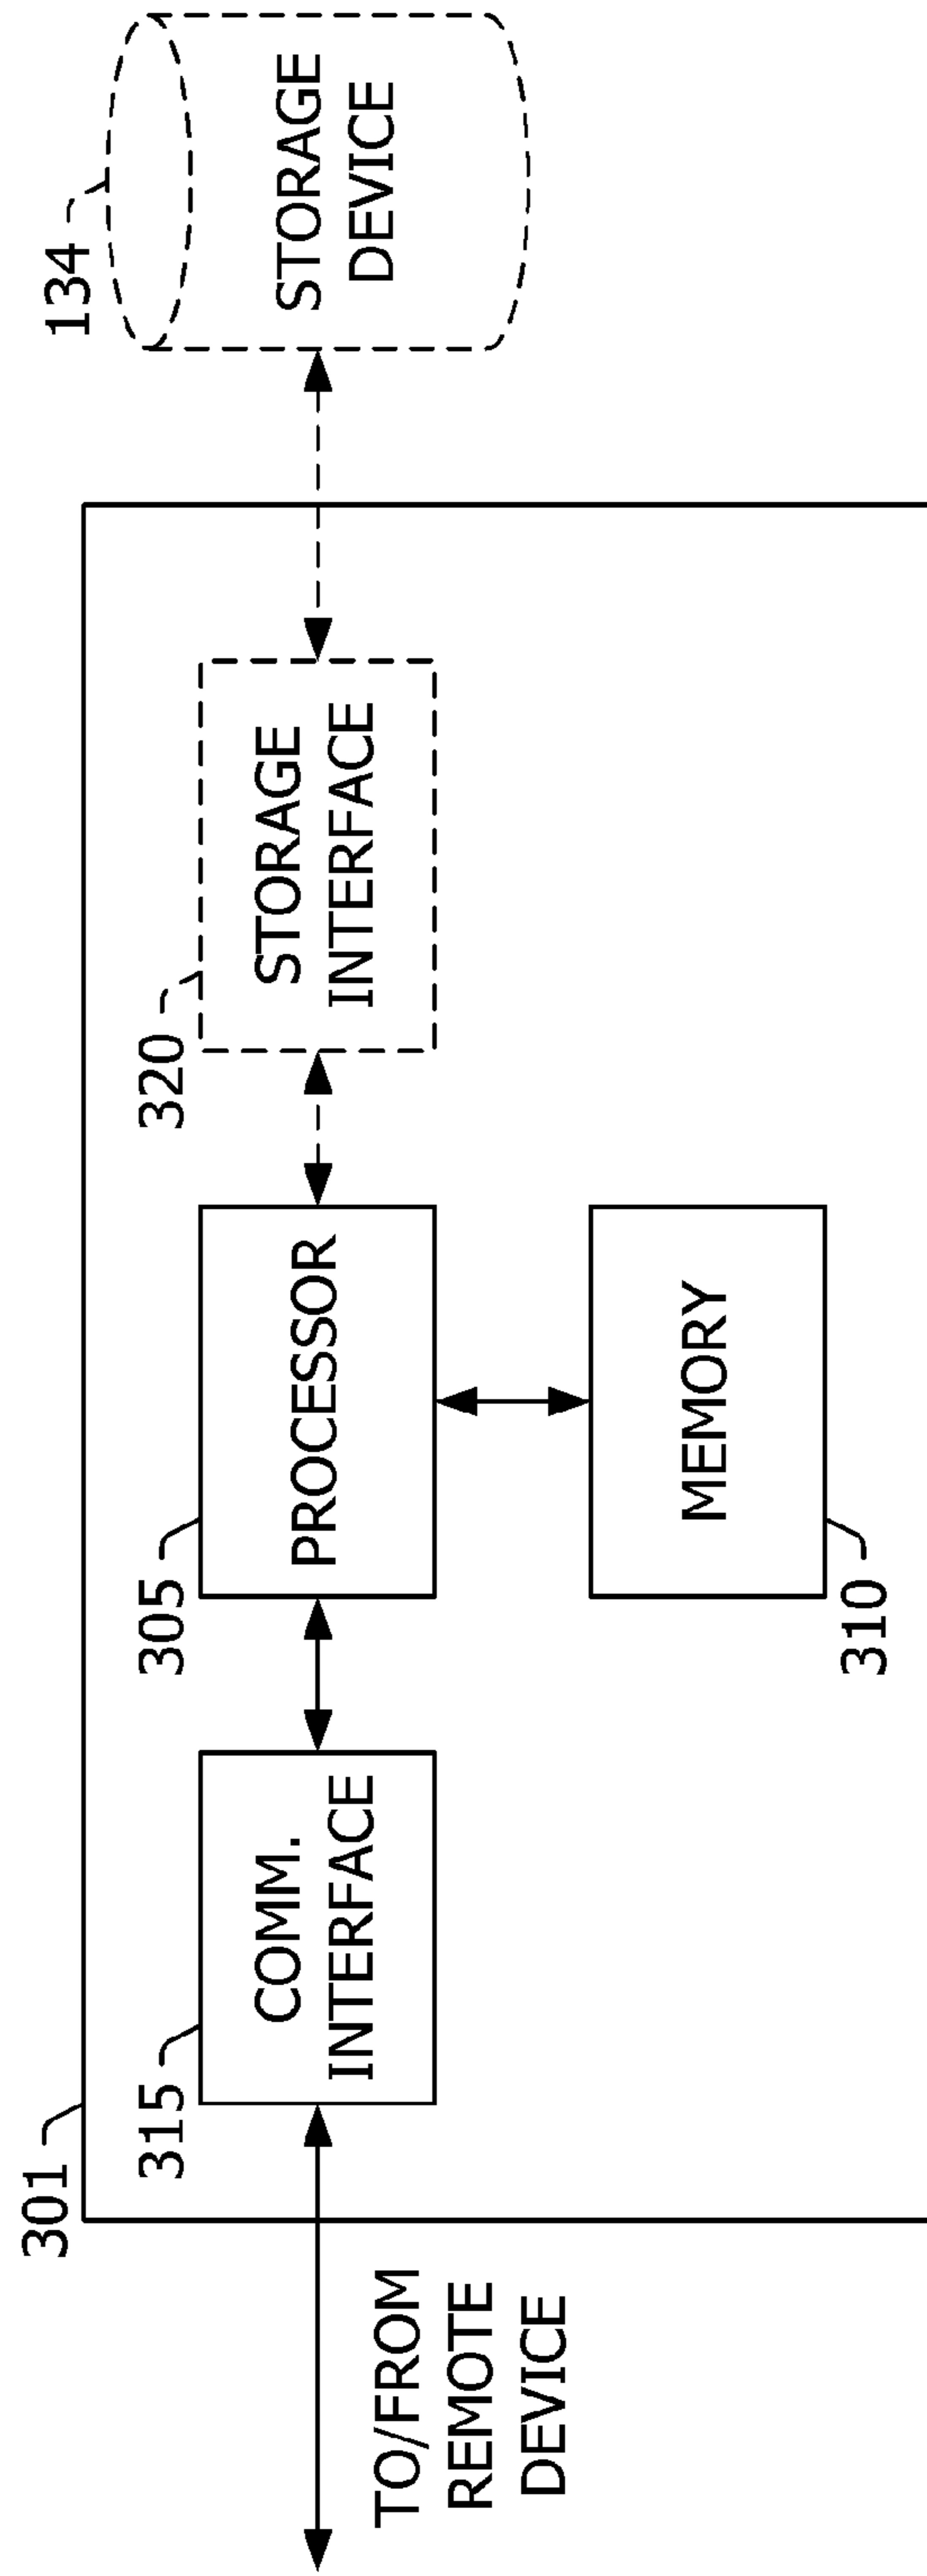 301
315
COMM.
INTERFACE
305
PROCESSOR
320
STORAGE
INTERFACE
134
STORAGE
DEVICE
TO/FROM
REMOTE
DEVICE
MEMORY
310